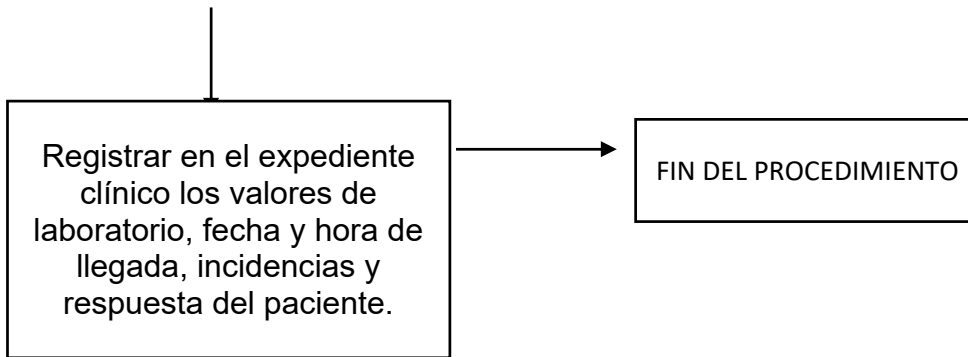 Registrar en el expediente
clínico los valores de
laboratorio, fecha y hora de
llegada, incidencias y
respuesta del paciente.
FIN DEL PROCEDIMIENTO